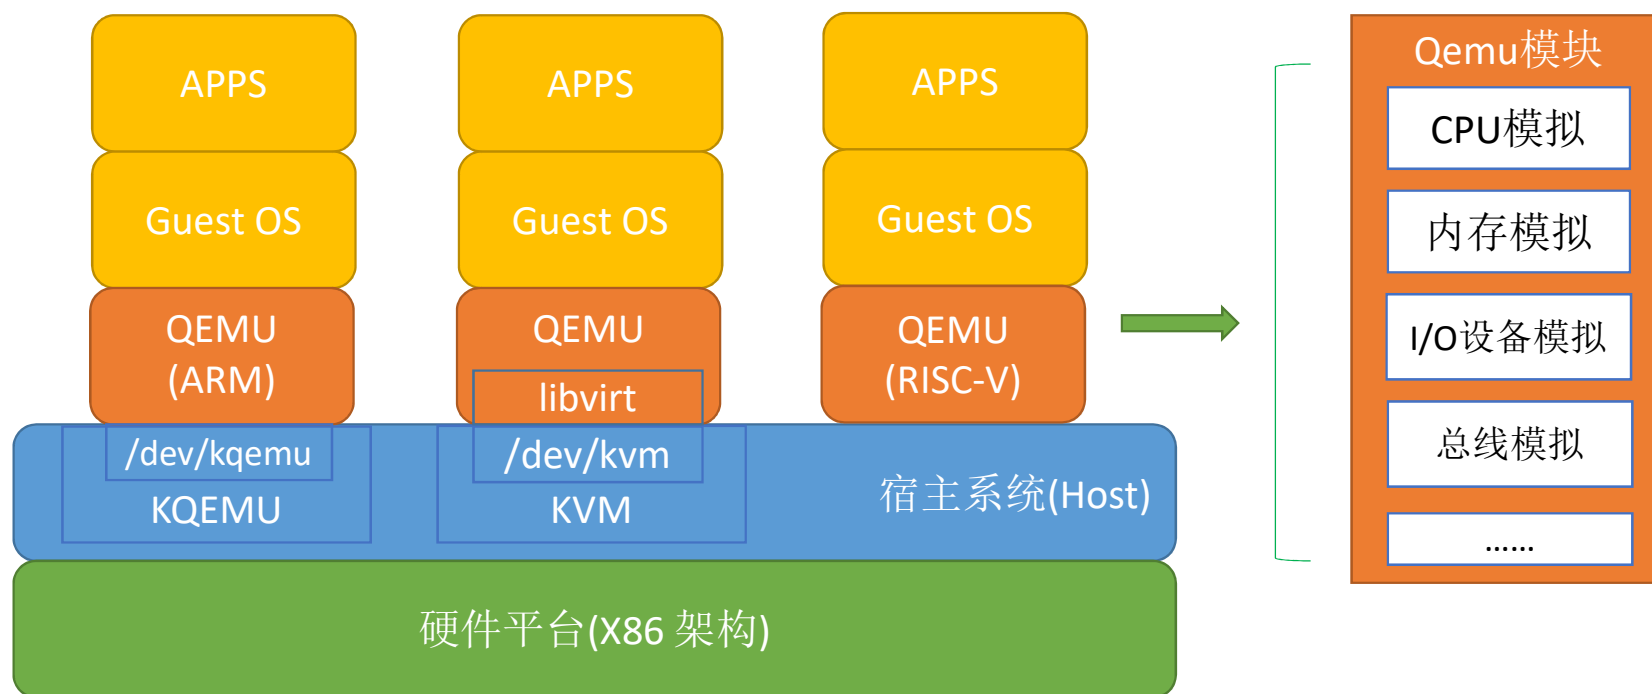 APPS
Guest OS
QEMU
(ARM)
/dev/kqemu
KQEMU
APPS
Guest OS
QEMU
libvirt
/dev/kvm
KVM
APPS
Guest OS
QEMU
(RISC-V)
宿主系统(Host)
硬件平台(X86 架构)
Qemu模块
CPU模拟
内存模拟
I/O设备模拟
总线模拟
......